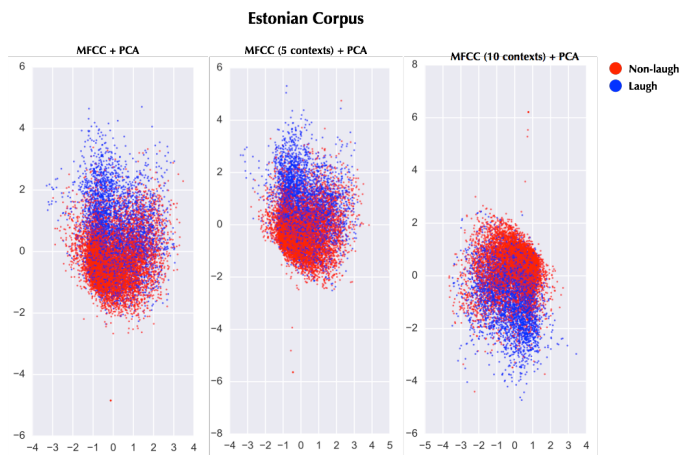 Estonian Corpus
MFCC + PCA
MFCC (5 contexts) + PCA
MFCC (10 contexts) + PCA
Non-laugh
Laugh
6
4
2
0
−2
−4
−6
−4 −3 −2 −1 0 1 2 3 4
6
4
2
0
−2
−4
−6
−8
−4 −3 −2 −1 0 1 2 3 4 5
8
6
4
2
0
−2
−4
−6
−5 −4 −3 −2 −1 0 1 2 3 4